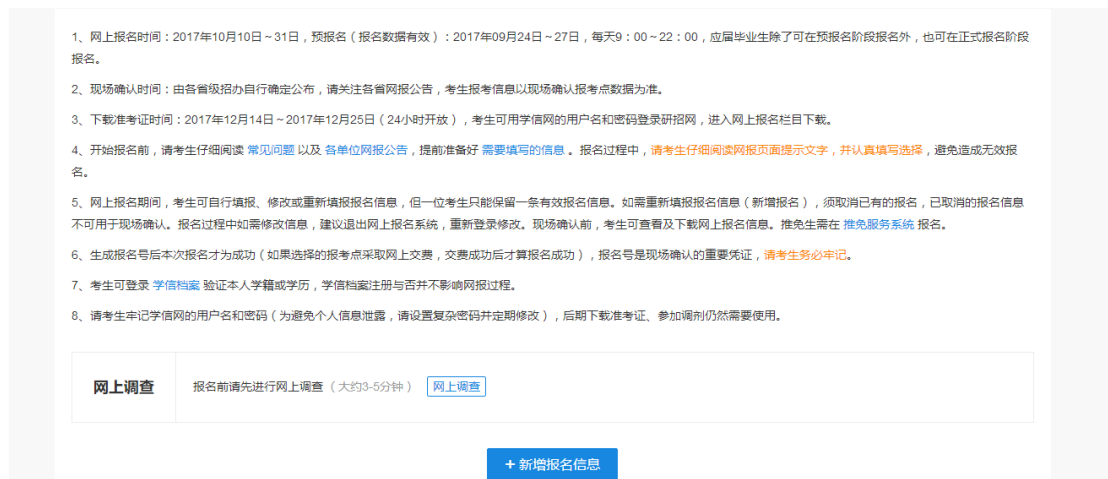 1、网上报名时间：2017年10月10日～31日，预报名（报名数据有效）：2017年09月24日～27日，每天9：00～22：00，应届毕业生除了可在预报名阶段报名外，也可在正式报名阶段
报名。
2、现场确认时间：由各省级招办自行确定公布，请关注各省网报公告，考生报考信息以现场确认报考点数据为准。
3、下载准考证时间：2017年12月14日～2017年12月25日（24小时开放），考生可用学信网的用户名和密码登录研招网，进入网上报名栏目下载。
4、开始报名前，请考生仔细阅读 常见问题 以及 各单位网报公告，提前准备好 需要填写的信息 。报名过程中，请考生仔细阅读网报页面提示文字，并认真填写选择，避免造成无效报
名。
5、网上报名期间，考生可自行填报、修改或重新填报报名信息，但一位考生只能保留一条有效报名信息。如需重新填报报名信息（新增报名），须取消已有的报名，已取消的报名信息
不可用于现场确认。报名过程中如需修改信息，建议退出网上报名系统，重新登录修改。现场确认前，考生可查看及下载网上报名信息。推免生需在 推免服务系统 报名。
6、生成报名号后本次报名才为成功（如果选择的报考点采取网上交费，交费成功后才算报名成功），报名号是现场确认的重要凭证，请考生务必牢记。
7、考生可登录 学信档案 验证本人学籍或学历，学信档案注册与否并不影响网报过程。
8、请考生牢记学信网的用户名和密码（为避免个人信息泄露，请设置复杂密码并定期修改），后期下载准考证、参加调剂仍然需要使用。
网上调查 报名前请先进行网上调查（大约3-5分钟） 网上调查
+ 新增报名信息